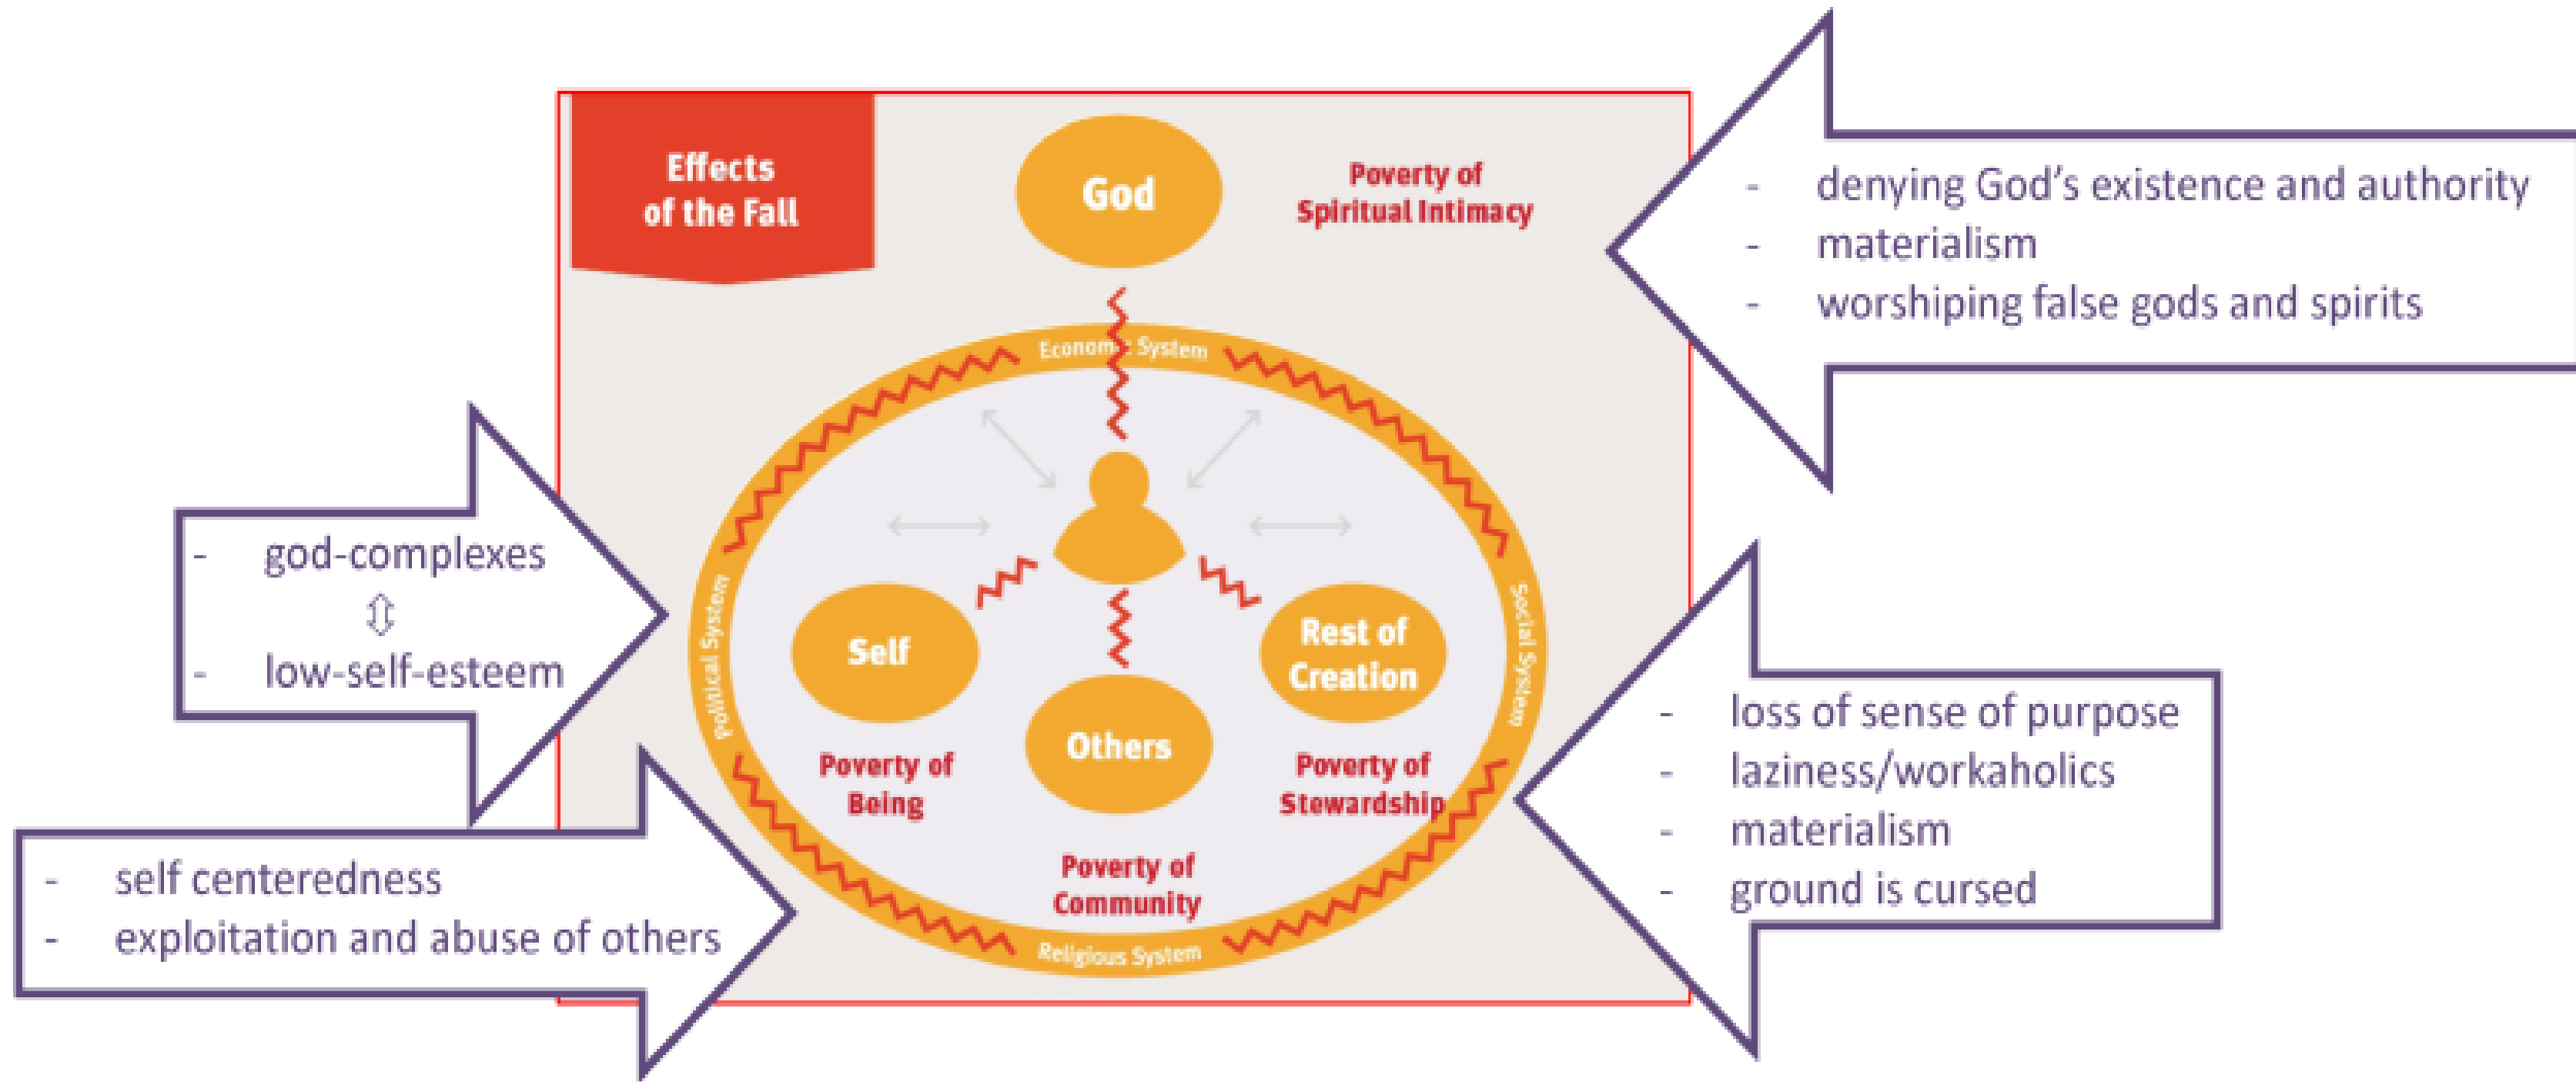 Effects
of the Fall
God
Poverty of
Spiritual Intimacy
- denying God's existence and authority
- materialism
- worshiping false gods and spirits
Economic System
- god-complexes
⇕
- low-self-esteem
Political System
Social System
Self
Rest of
Creation
Others
Poverty of
Being
Poverty of
Stewardship
Poverty of
Community
Religious System
- loss of sense of purpose
- laziness/workaholics
- materialism
- ground is cursed
- self centeredness
- exploitation and abuse of others